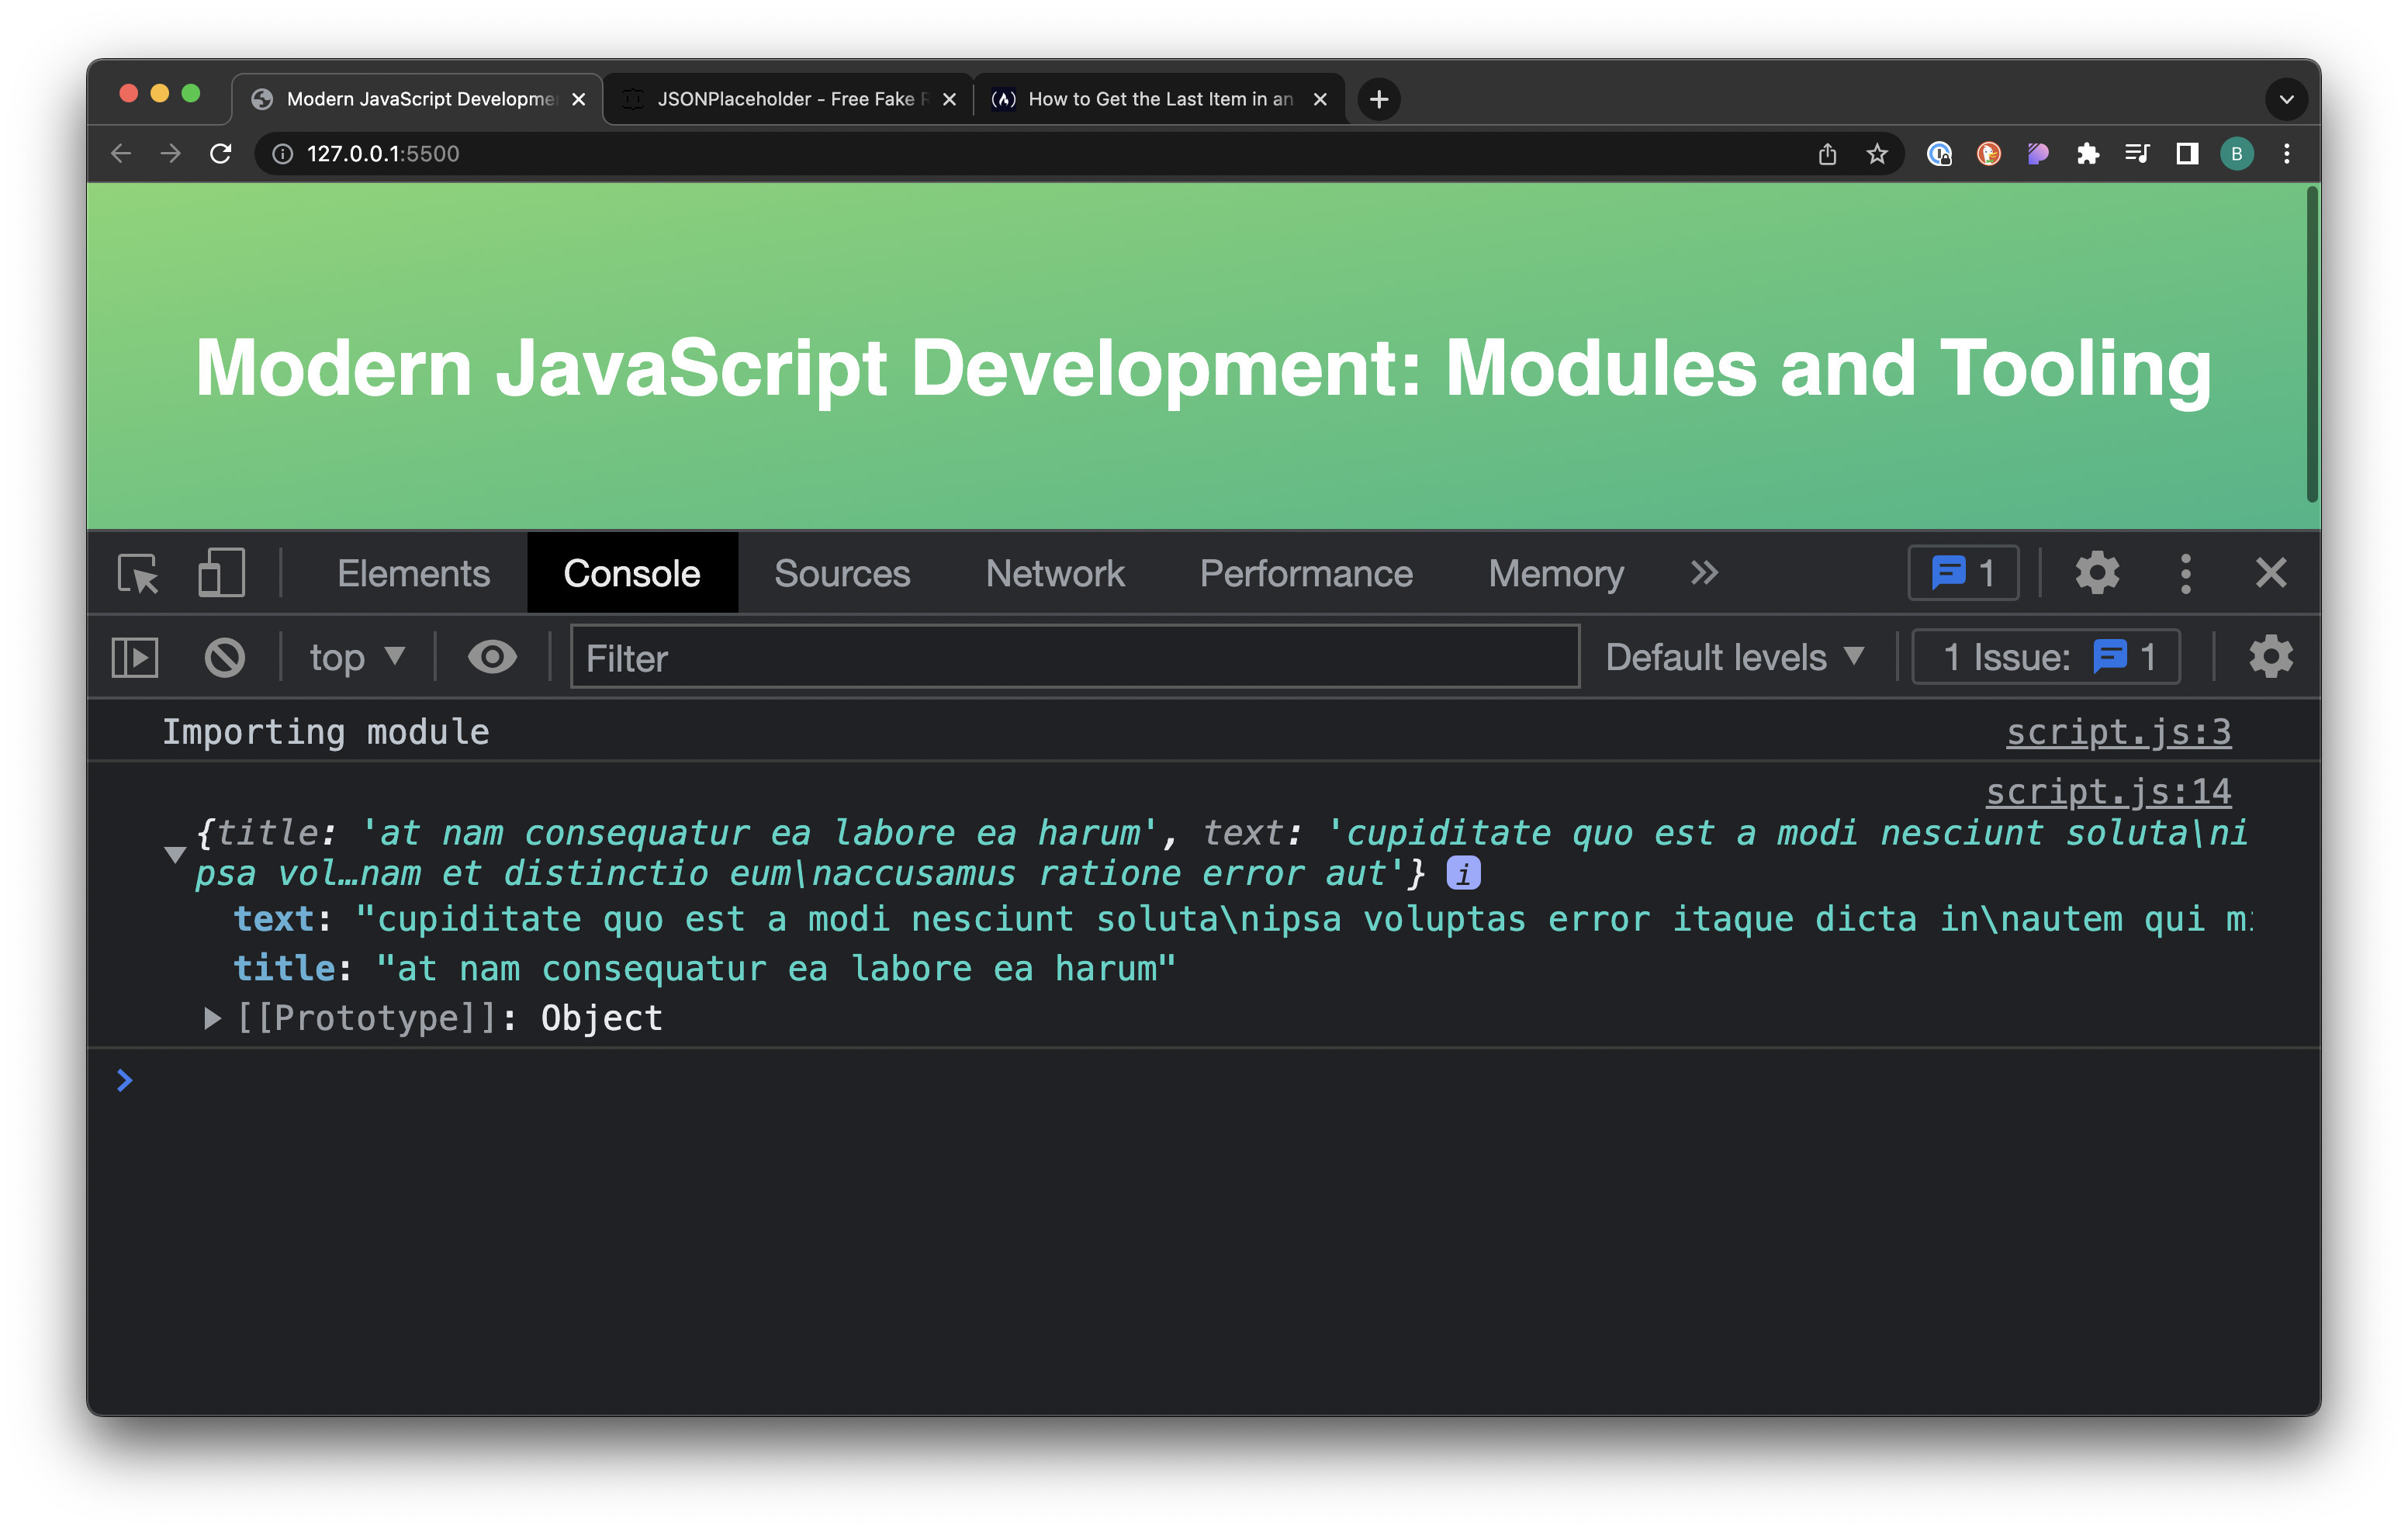 Modern JavaScript Developme
JSONPlaceholder - Free Fake R
How to Get the Last Item in an
127.0.0.1:5500
B
Modern JavaScript Development: Modules and Tooling
Elements Console Sources Network Performance Memory 1
top Filter Default levels 1 Issue: 1
Importing module script.js:3
script.js:14
{title: 'at nam consequatur ea labore ea harum', text: 'cupiditate quo est a modi nesciunt soluta\ni
psa vol…nam et distinctio eum\naccusamus ratione error aut'} i
text: "cupiditate quo est a modi nesciunt soluta\nipsa voluptas error itaque dicta in\nautem qui m
title: "at nam consequatur ea labore ea harum"
[[Prototype]]: Object